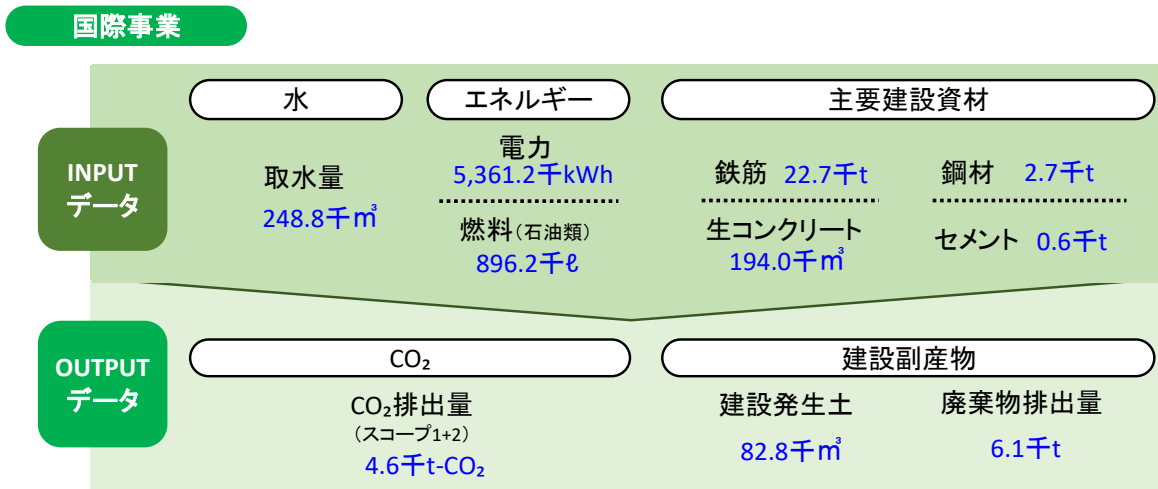 国際事業
INPUT
データ
水
取水量
248.8千㎥
エネルギー
電力
5,361.2千kWh
燃料(石油類)
896.2千ℓ
主要建設資材
鉄筋 22.7千t
鋼材 2.7千t
生コンクリート
194.0千㎥
セメント 0.6千t
OUTPUT
データ
CO₂
CO₂排出量
(スコープ1+2)
4.6千t-CO₂
建設副産物
建設発生土
82.8千㎥
廃棄物排出量
6.1千t